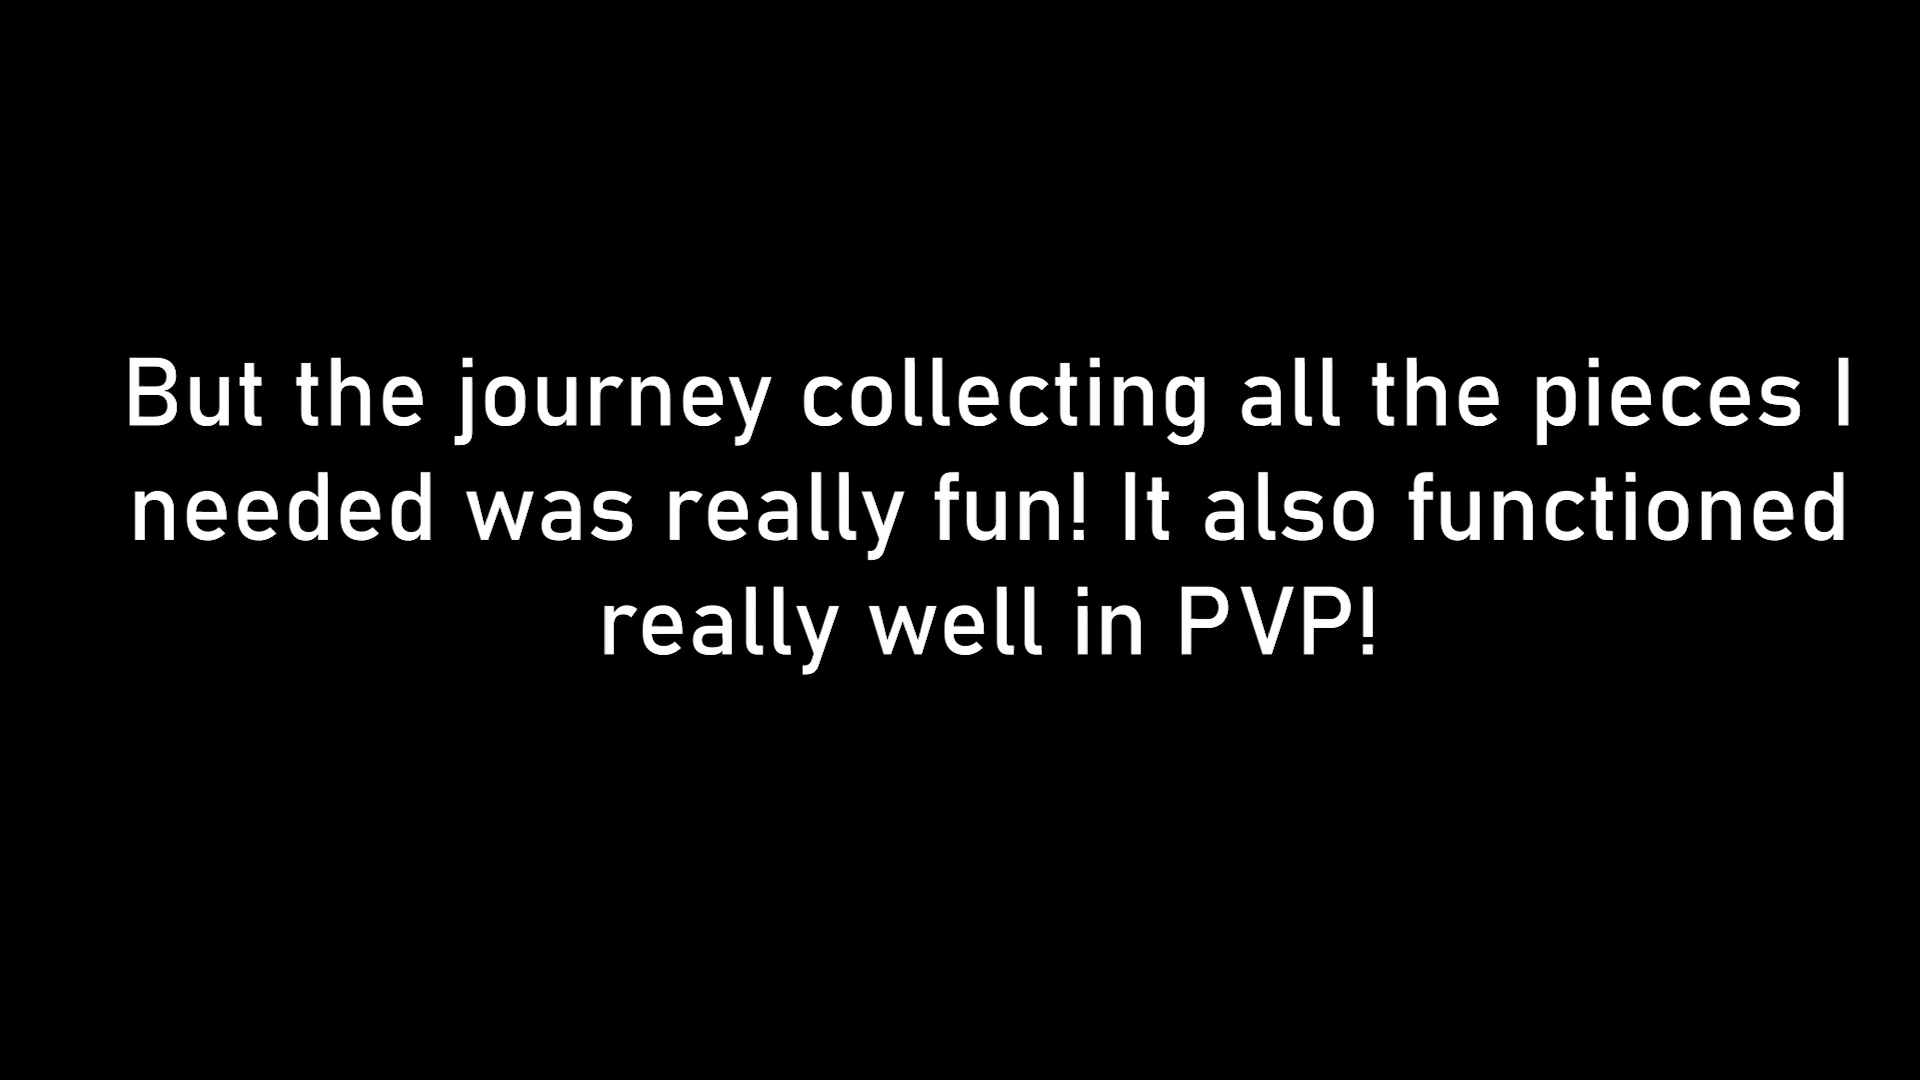 But the journey collecting all the pieces I
needed was really fun! It also functioned
really well in PVP!